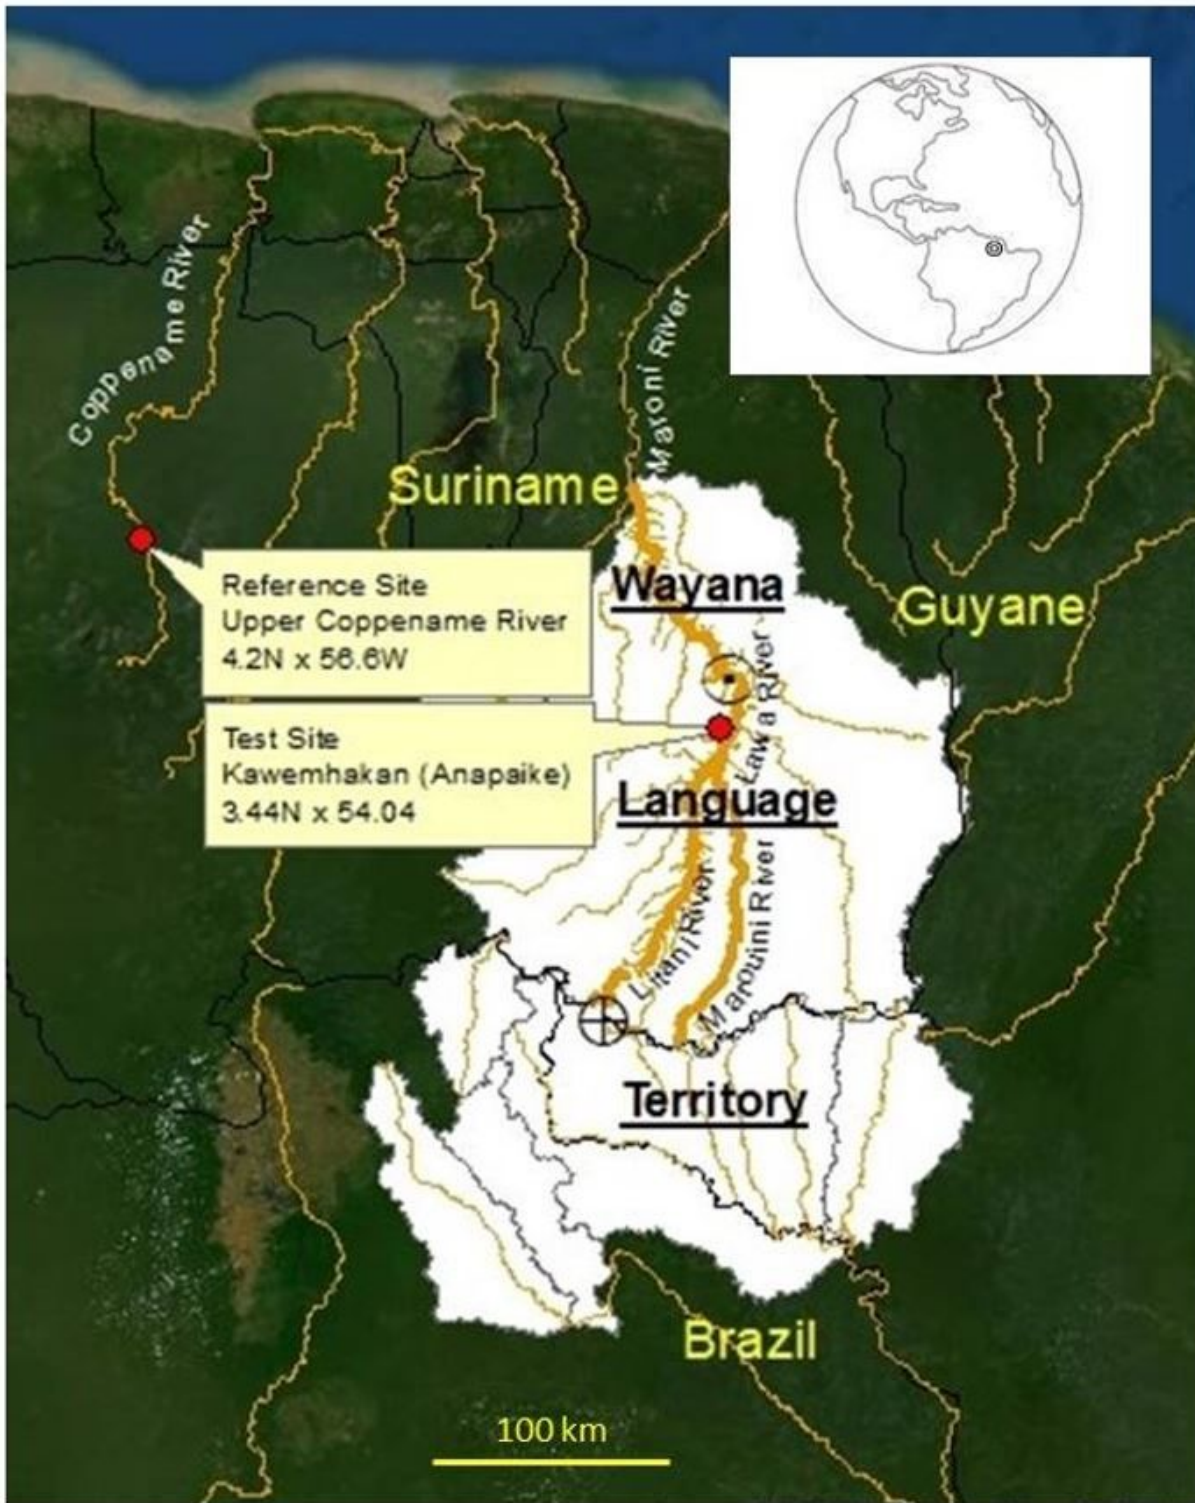 Coppename River
Maroni River
Suriname
Reference Site
Upper Coppename River
4.2N x 56.6W
Wayana
Guyane
Lawa River
Test Site
Kawemhakan (Anapaike)
3.44N x 54.04
Language
Litani River
Marouini River
Territory
Brazil
100 km